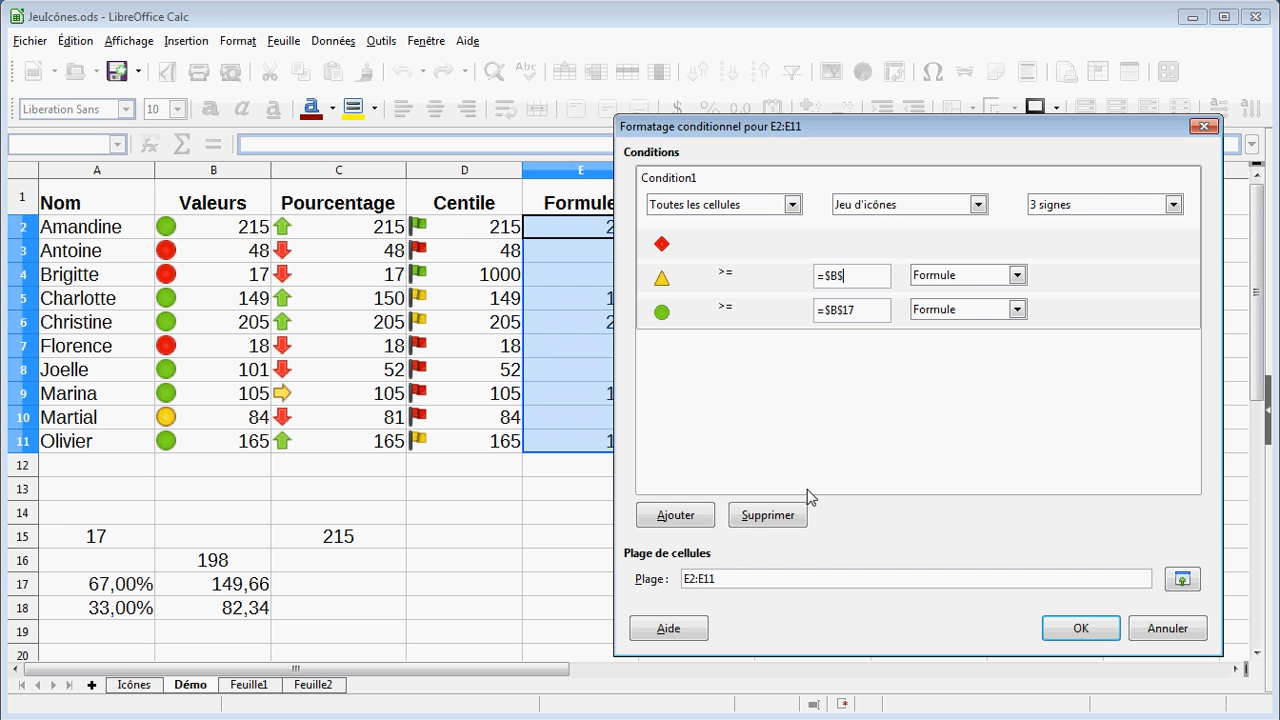 JeuIcônes.ods - LibreOffice Calc
Fichier Édition Affichage Insertion Format Feuille Données Outils Fenêtre Aide
Liberation Sans 10
Formatage conditionnel pour E2:E11
Conditions
Condition1
Toutes les cellules Jeu d'icônes 3 signes
>= =$B$ Formule
>= =$B$17 Formule
Ajouter Supprimer
Plage de cellules
Plage : E2:E11
Aide OK Annuler
A B C D E
1 Nom Valeurs Pourcentage Centile Formule
2 Amandine 215 215 215 2
3 Antoine 48 48 48
4 Brigitte 17 17 1000
5 Charlotte 149 150 149 1
6 Christine 205 205 205 2
7 Florence 18 18 18
8 Joelle 101 52 52
9 Marina 105 105 105 1
10 Martial 84 81 84
11 Olivier 165 165 165 1
12
13
14
15 17 215
16 198
17 67,00% 149,66
18 33,00% 82,34
19
20
Icônes Démo Feuille1 Feuille2